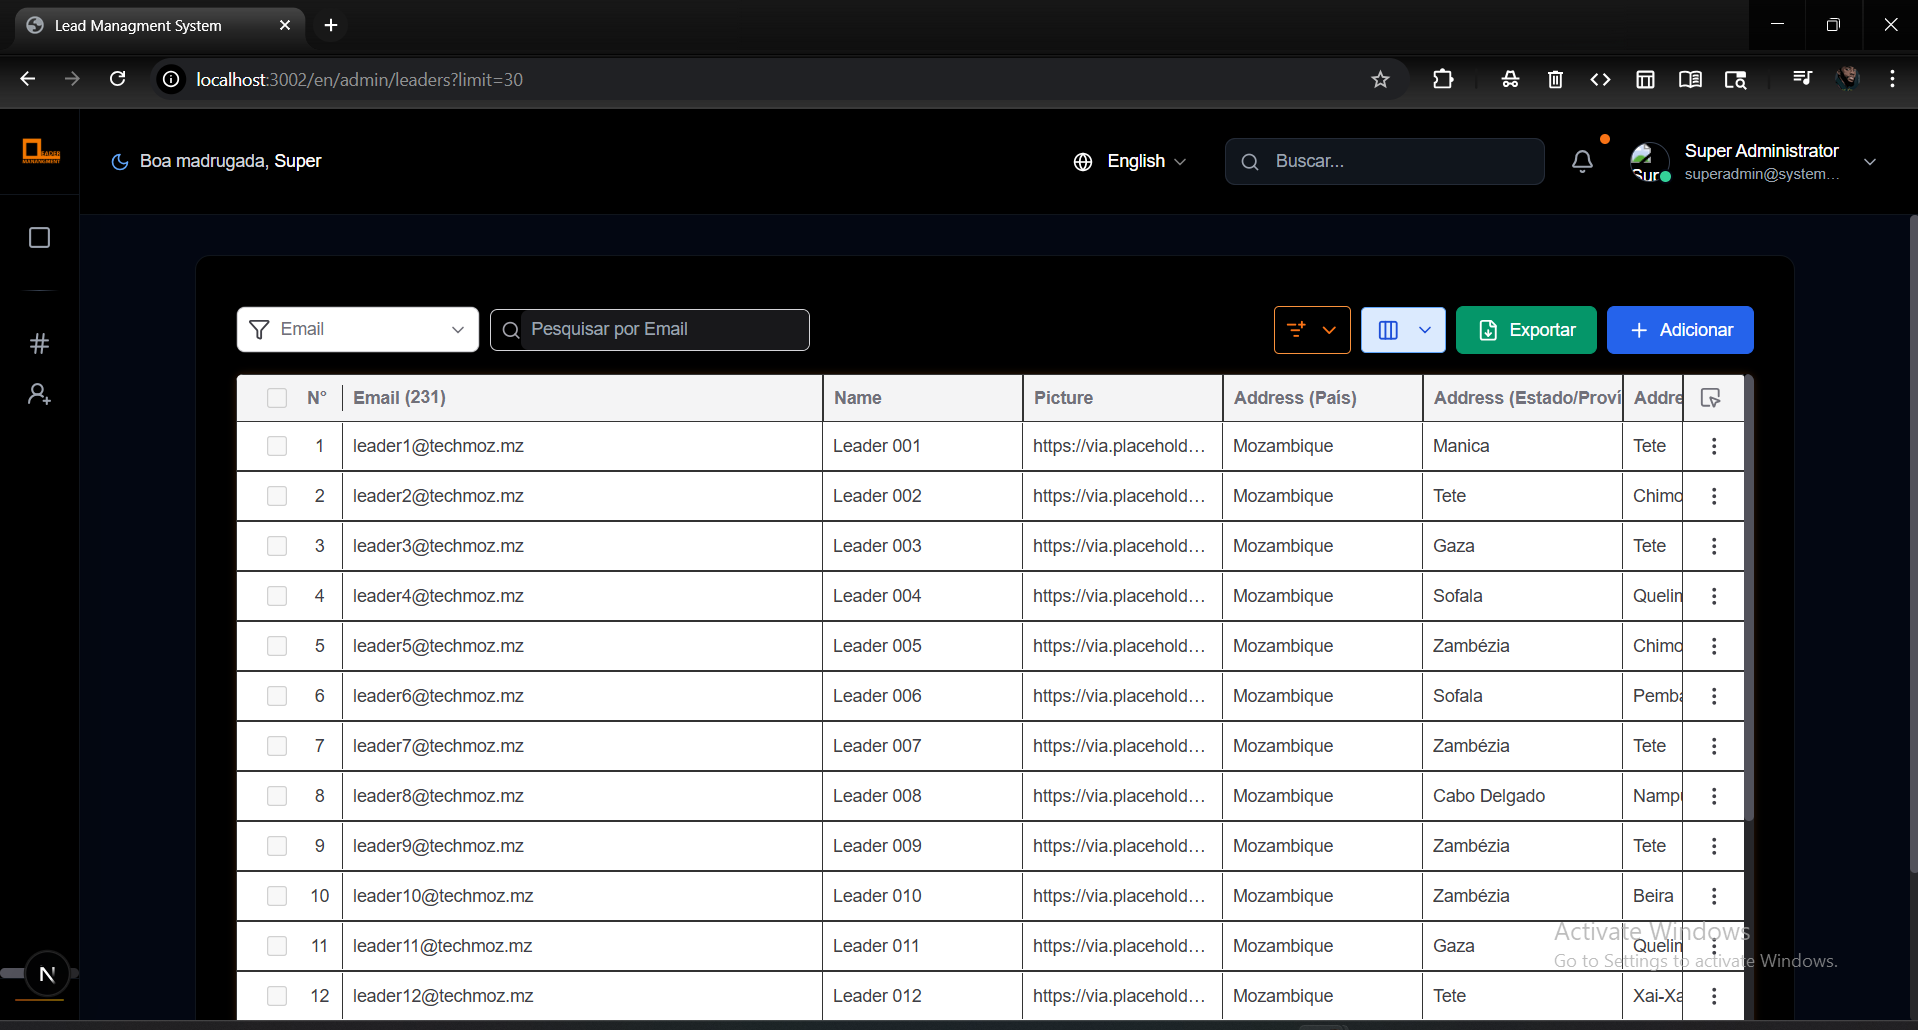 Lead Managment System
localhost:3002/en/admin/leaders?limit=30
LEADER
MANAGMENT
Boa madrugada, Super
English
Buscar...
Super Administrator
superadmin@system...
Sur
Email
Pesquisar por Email
Exportar
Adicionar
N° Email (231) Name Picture Address (País) Address (Estado/Proví Addre
1 leader1@techmoz.mz Leader 001 https://via.placehold... Mozambique Manica Tete
2 leader2@techmoz.mz Leader 002 https://via.placehold... Mozambique Tete Chimo
3 leader3@techmoz.mz Leader 003 https://via.placehold... Mozambique Gaza Tete
4 leader4@techmoz.mz Leader 004 https://via.placehold... Mozambique Sofala Quelim
5 leader5@techmoz.mz Leader 005 https://via.placehold... Mozambique Zambézia Chimo
6 leader6@techmoz.mz Leader 006 https://via.placehold... Mozambique Sofala Pemba
7 leader7@techmoz.mz Leader 007 https://via.placehold... Mozambique Zambézia Tete
8 leader8@techmoz.mz Leader 008 https://via.placehold... Mozambique Cabo Delgado Nampu
9 leader9@techmoz.mz Leader 009 https://via.placehold... Mozambique Zambézia Tete
10 leader10@techmoz.mz Leader 010 https://via.placehold... Mozambique Zambézia Beira
11 leader11@techmoz.mz Leader 011 https://via.placehold... Mozambique Gaza Quelim
12 leader12@techmoz.mz Leader 012 https://via.placehold... Mozambique Tete Xai-Xa
N
Activate Windows
Go to Settings to activate Windows.